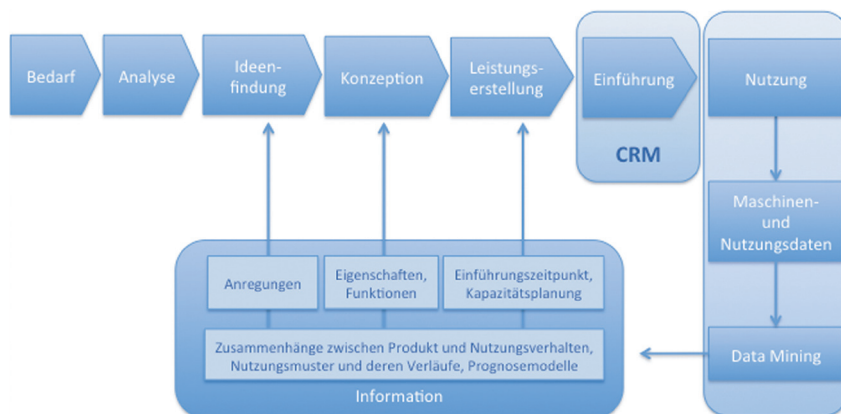 Bedarf
Analyse
Ideen-
findung
Konzeption
Leistungs-
erstellung
Einführung
Nutzung
CRM
Maschinen-
und
Nutzungsdaten
Anregungen
Eigenschaften,
Funktionen
Einführungszeitpunkt,
Kapazitätsplanung
Zusammenhänge zwischen Produkt und Nutzungsverhalten,
Nutzungsmuster und deren Verläufe, Prognosemodelle
Data Mining
Information